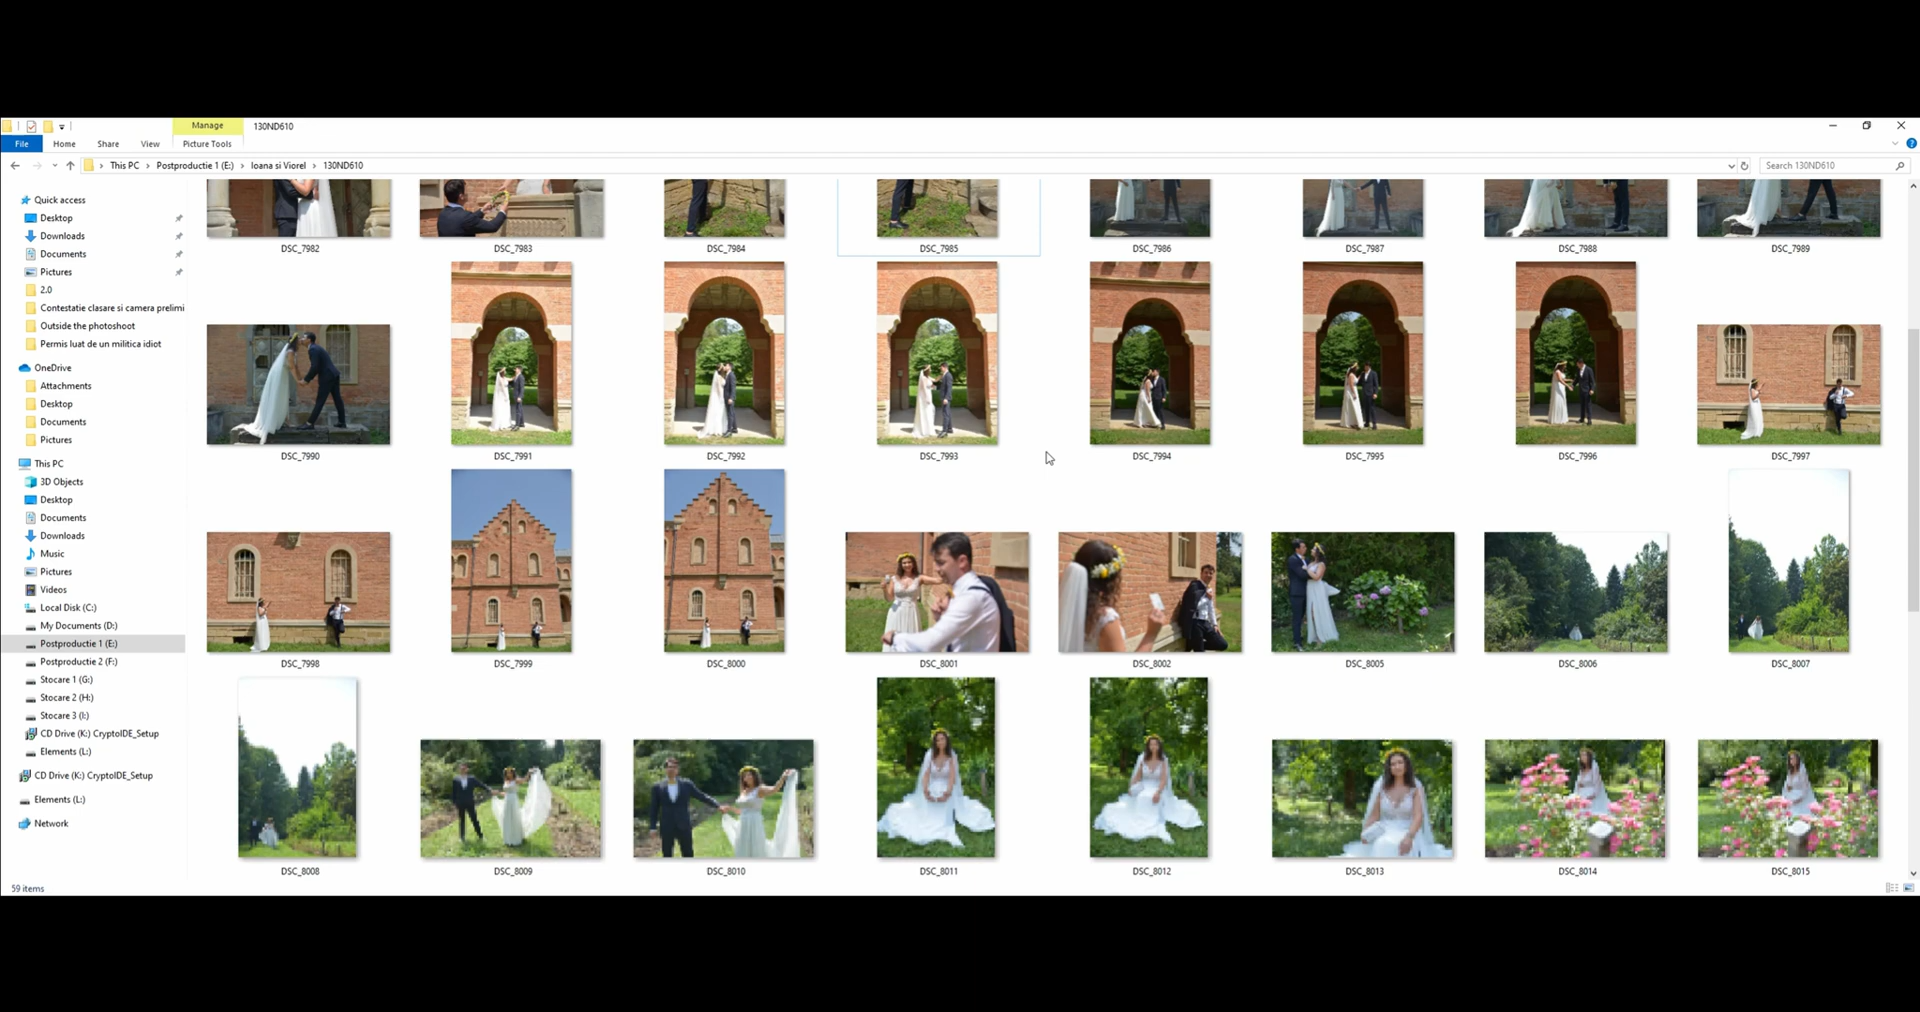 Manage
130ND610
File
Home
Share
View
Picture Tools
This PC
Postproductie 1 (E:)
Ioana si Viorel
130ND610
Search 130ND610
Quick access
Desktop
Downloads
Documents
Pictures
2.0
Contestatie clasare si camera prelimi
Outside the photoshoot
Permis luat de un militica idiot
OneDrive
Attachments
Desktop
Documents
Pictures
This PC
3D Objects
Desktop
Documents
Downloads
Music
Pictures
Videos
Local Disk (C:)
My Documents (D:)
Postproductie 1 (E:)
Postproductie 2 (F:)
Stocare 1 (G:)
Stocare 2 (H:)
Stocare 3 (I:)
CD Drive (K:) CryptoIDE_Setup
Elements (L:)
CD Drive (K:) CryptoIDE_Setup
Elements (L:)
Network
DSC_7982
DSC_7983
DSC_7984
DSC_7985
DSC_7986
DSC_7987
DSC_7988
DSC_7989
DSC_7990
DSC_7991
DSC_7992
DSC_7993
DSC_7994
DSC_7995
DSC_7996
DSC_7997
DSC_7998
DSC_7999
DSC_8000
DSC_8001
DSC_8002
DSC_8005
DSC_8006
DSC_8007
DSC_8008
DSC_8009
DSC_8010
DSC_8011
DSC_8012
DSC_8013
DSC_8014
DSC_8015
59 items